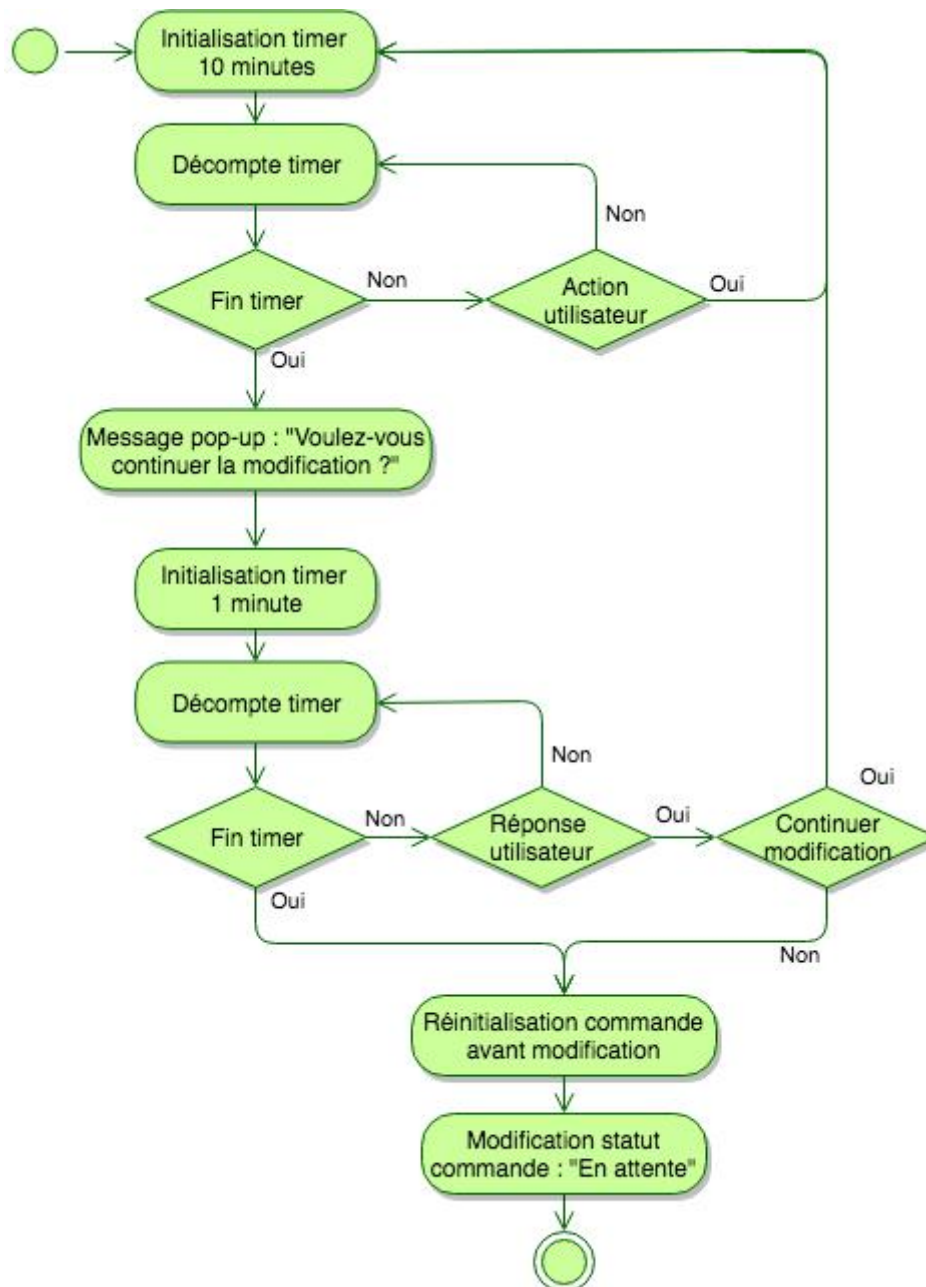 Initialisation timer
10 minutes
Décompte timer
Non
Fin timer
Non
Action
utilisateur
Oui
Oui
Message pop-up : "Voulez-vous
continuer la modification ?"
Initialisation timer
1 minute
Décompte timer
Non
Oui
Fin timer
Non
Réponse
utilisateur
Oui
Continuer
modification
Oui
Non
Réinitialisation commande
avant modification
Modification statut
commande : "En attente"